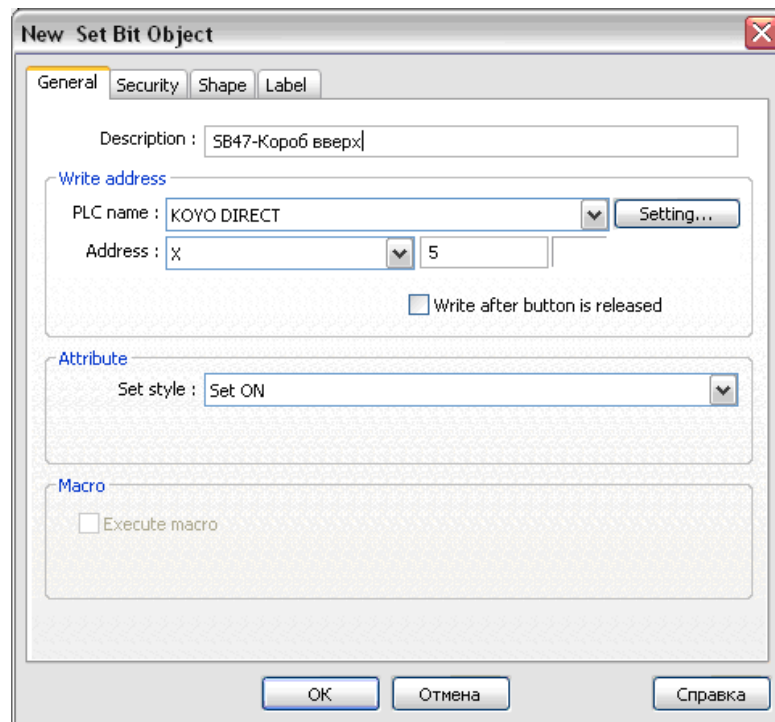 New Set Bit Object
General Security Shape Label
Description : SB47-Короб вверх
Write address
PLC name : KOYO DIRECT Setting...
Address : X 5
Write after button is released
Attribute
Set style : Set ON
Macro
Execute macro
ОК Отмена Справка